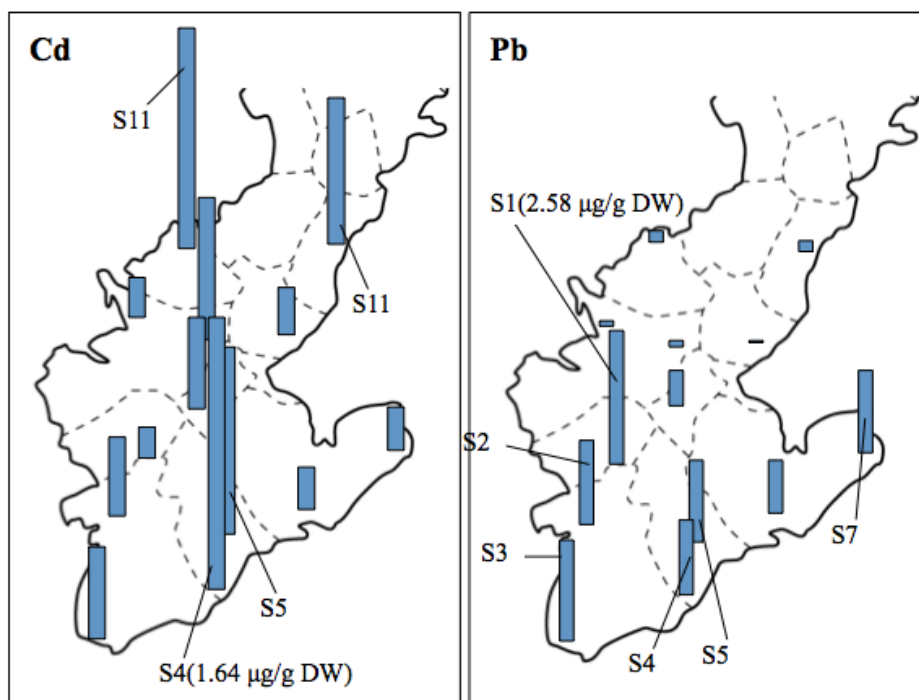 Cd
S11
S11
S5
S4(1.64 µg/g DW)
Pb
S1(2.58 µg/g DW)
S2
S3
S7
S5
S4